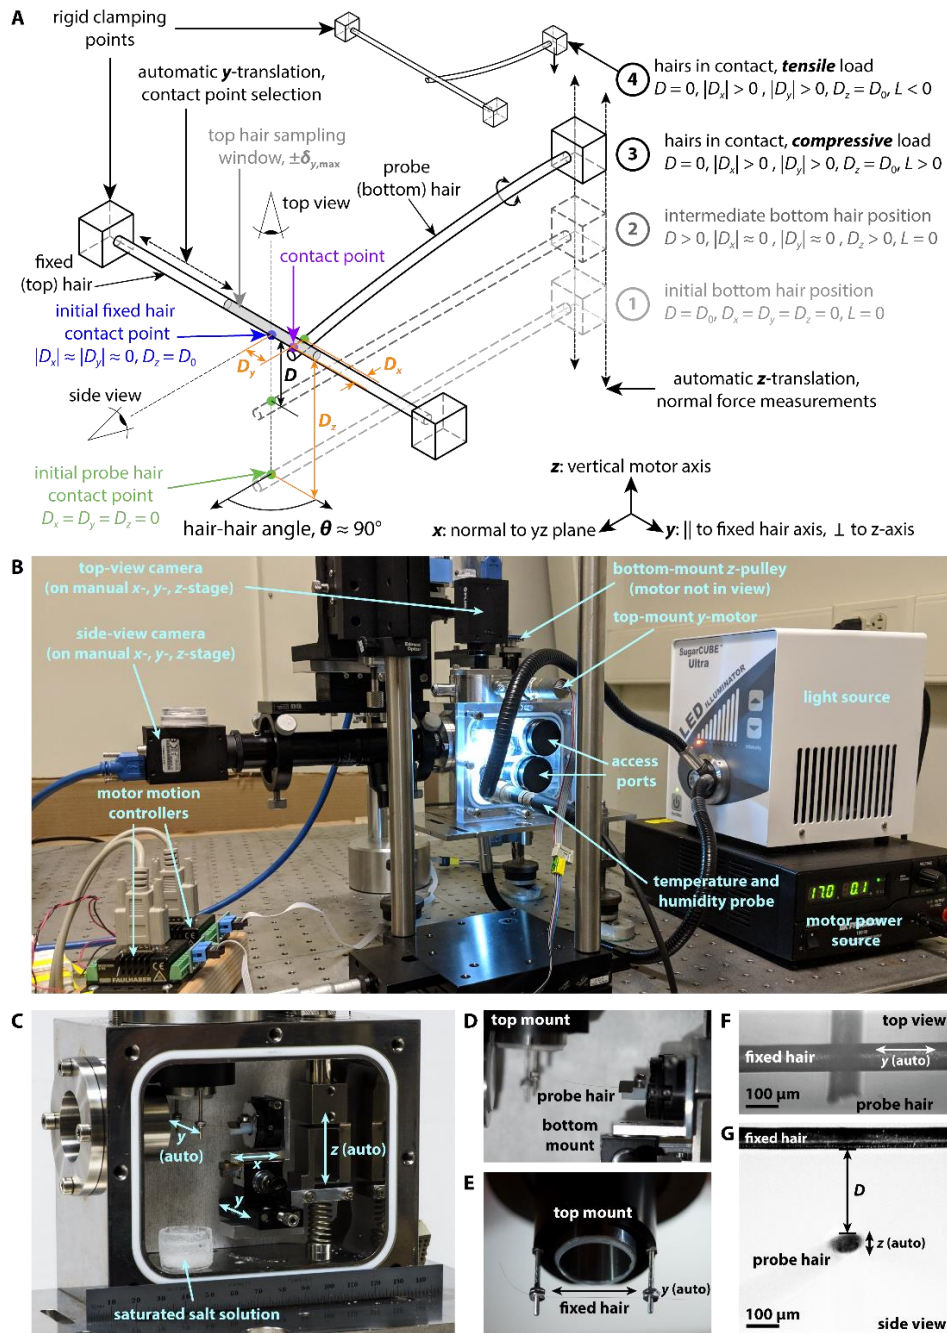 A
rigid clamping
points
automatic y-translation,
contact point selection
top hair sampling
window, ±δy,max
top view
probe
(bottom) hair
fixed
(top) hair
contact point
initial fixed hair
contact point
|Dx| ≈ |Dy| ≈ 0, Dz = D0
side view
Dy
D
Dx
Dz
initial probe hair
contact point
Dx = Dy = Dz = 0
hair-hair angle, θ ≈ 90°
4 hairs in contact, tensile load
D = 0, |Dx| > 0 , |Dy| > 0, Dz = D0, L < 0
3 hairs in contact, compressive load
D = 0, |Dx| > 0 , |Dy| > 0, Dz = D0, L > 0
2 intermediate bottom hair position
D > 0, |Dx| ≈ 0 , |Dy| ≈ 0, Dz > 0, L = 0
1 initial bottom hair position
D = D0, Dx = Dy = Dz = 0, L = 0
automatic z-translation,
normal force measurements
z: vertical motor axis
x: normal to yz plane
y: || to fixed hair axis, ⊥ to z-axis
B
top-view camera
(on manual x-, y-, z-stage)
side-view camera
(on manual x-, y-, z-stage)
motor motion
controllers
FAULHABER
bottom-mount z-pulley
(motor not in view)
top-mount y-motor
access
ports
temperature and
humidity probe
SugarCUBE™
Ultra
LED ILLUMINATOR
light source
17.0 0.1
motor power
source
C
y
(auto)
x
z (auto)
y
saturated salt solution
D
top mount
probe hair
bottom
mount
E
top mount
y (auto)
fixed hair
F
top view
fixed hair
y (auto)
100 µm
probe hair
G
fixed hair
D
z (auto)
probe hair
100 µm
side view